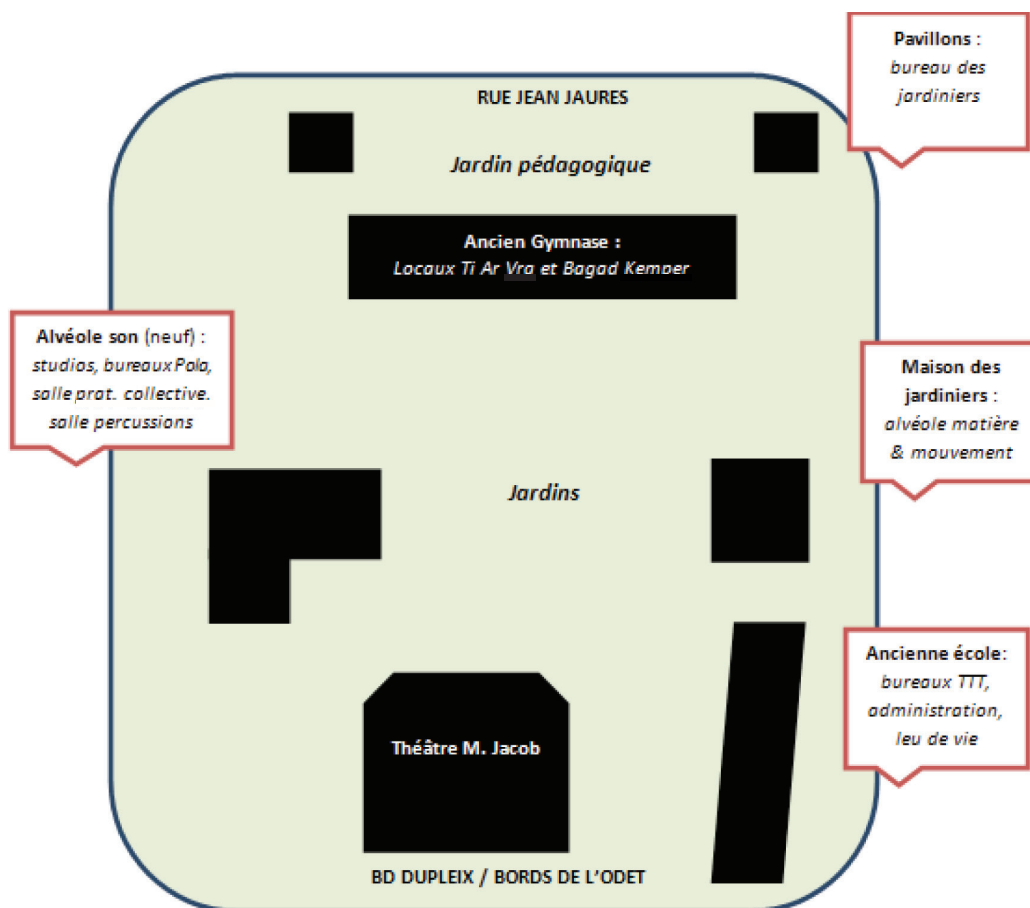 Pavillons :
bureau des
jardiniers
RUE JEAN JAURES
Jardin pédagogique
Ancien Gymnase :
Locaux Ti Ar Vra et Bagad Kemper
Alvéole son (neuf) :
studios, bureaux Polo,
salle prat. collective.
salle percussions
Maison des
jardiniers :
alvéole matière
& mouvement
Jardins
Ancienne école:
bureaux TTT,
administration,
leu de vie
Théâtre M. Jacob
BD DUPLEIX / BORDS DE L'ODET